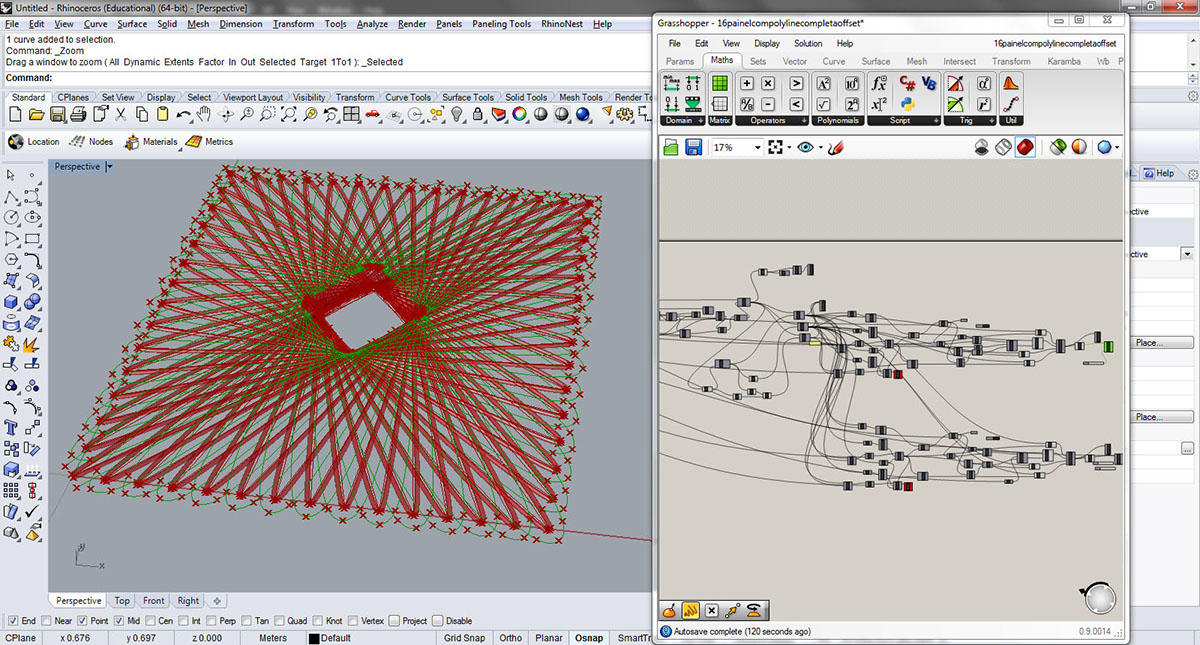 Untitled - Rhinoceros (Educational) (64-bit) - [Perspective]
File Edit View Curve Surface Solid Mesh Dimension Transform Tools Analyze Render Panels Paneling Tools RhinoNest Help
1 curve added to selection.
Command: _Zoom
Drag a window to zoom ( All Dynamic Extents Factor In Out Selected Target 1To1 ): _Selected
Command:
Standard CPlanes Set View Display Select Viewport Layout Visibility Transform Curve Tools Surface Tools Solid Tools Mesh Tools Render To
Location Nodes Materials Metrics
Perspective
y
x
Perspective Top Front Right
End Near Point Mid Cen Int Perp Tan Quad Knot Vertex Project Disable
CPlane x 0.676 y 0.697 z 0.000 Meters Default Grid Snap Ortho Planar Osnap SmartTr
Grasshopper - 16painelcompolylinecompletaoffset*
File Edit View Display Solution Help 16painelcompolylinecompletaoffset
Params Maths Sets Vector Curve Surface Mesh Intersect Transform Karamba Wb P
Domain Matrix Operators Polynomials Script Trig Util
17%
Autosave complete (120 seconds ago) 0.9.0014
Help
ctive
ctive
Place...
Place...
...